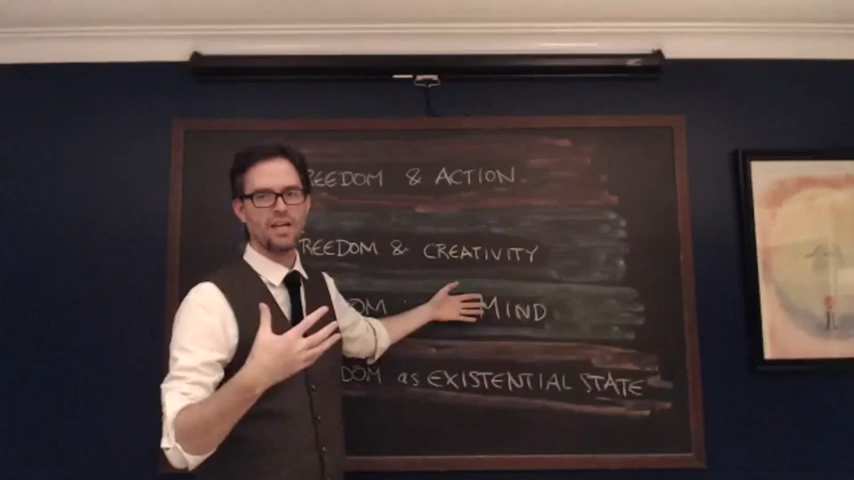 REEDOM & ACTION
REEDOM & CREATIVITY
DOM MIND
DOM as EXISTENTIAL STATE